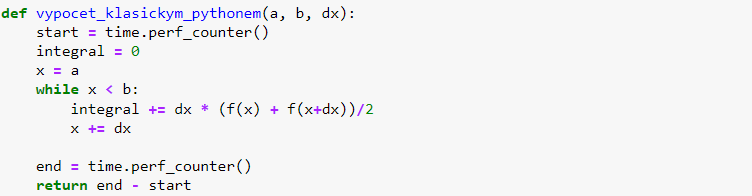 def vypocet_klasickym_pythonem(a, b, dx):
    start = time.perf_counter()
    integral = 0
    x = a
    while x < b:
        integral += dx * (f(x) + f(x+dx))/2
        x += dx

    end = time.perf_counter()
    return end - start